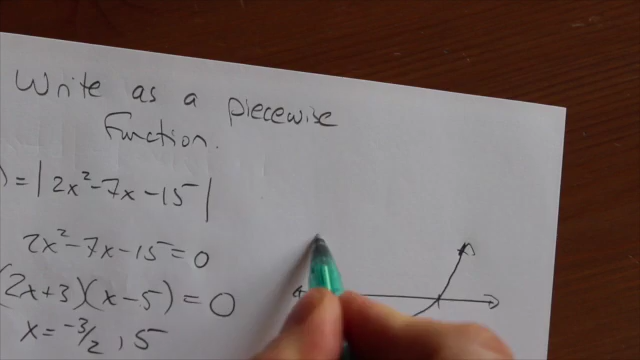 Write as a piecewise
Function.
) = |2x²-7x-15|
2x²-7x-15=0
(2x+3)(x-5)=0
x=-3/2, 5